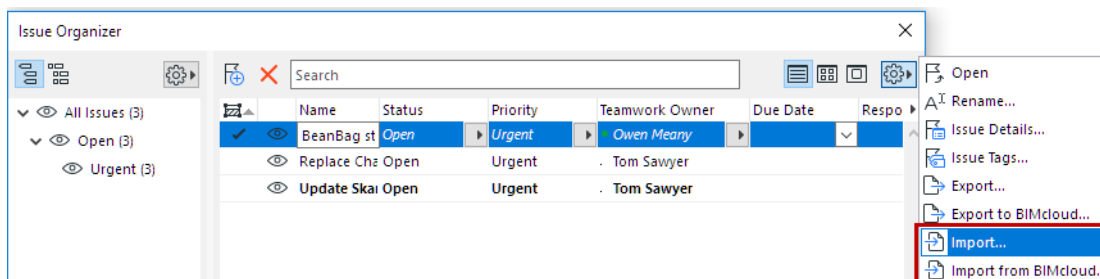 Issue Organizer
Search
Open
Rename...
Issue Details...
Issue Tags...
Export...
Export to BIMcloud...
Import...
Import from BIMcloud.
All Issues (3)
Open (3)
Urgent (3)
Name Status Priority Teamwork Owner Due Date Respo
BeanBag st Open Urgent Owen Meany
Replace Cha Open Urgent Tom Sawyer
Update Skai Open Urgent Tom Sawyer